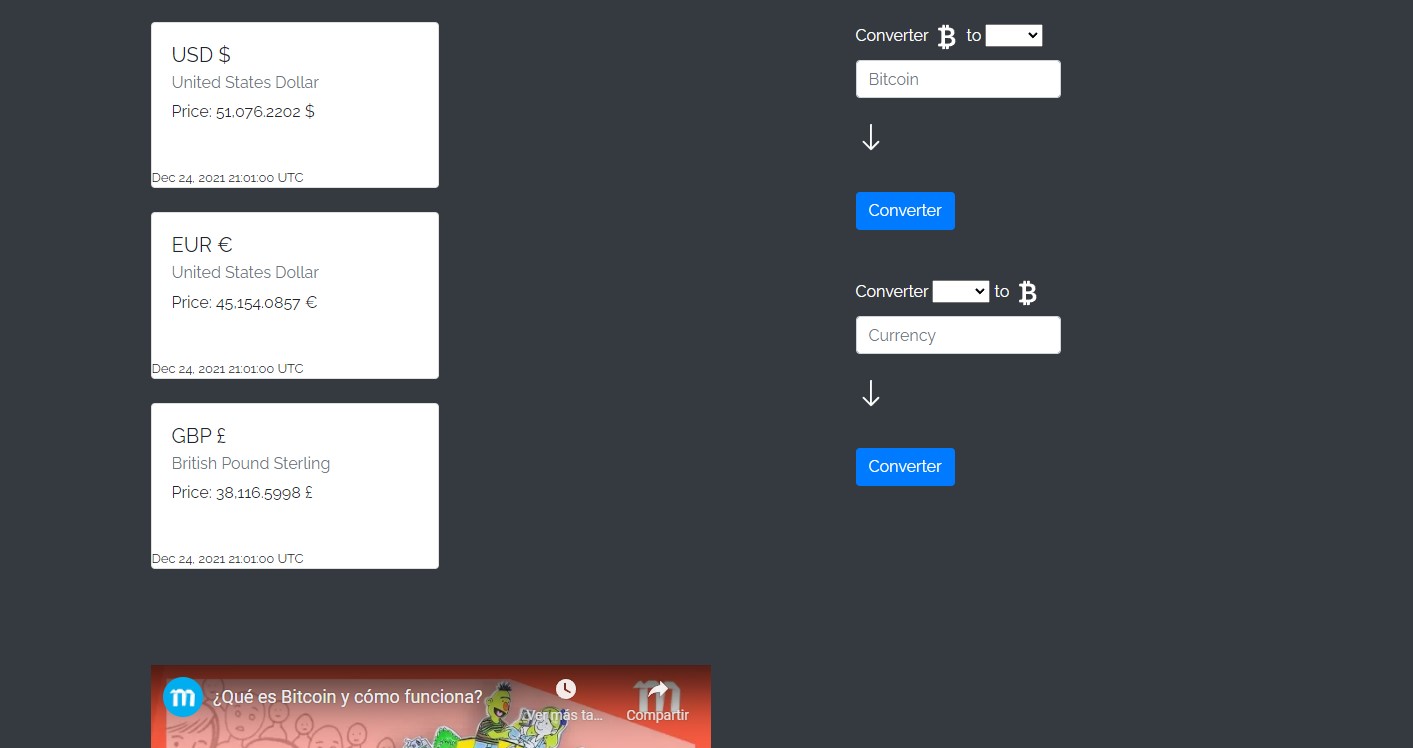 USD $
United States Dollar
Price: 51,076.2202 $
Dec 24, 2021 21:01:00 UTC
EUR €
United States Dollar
Price: 45,154.0857 €
Dec 24, 2021 21:01:00 UTC
GBP £
British Pound Sterling
Price: 38,116.5998 £
Dec 24, 2021 21:01:00 UTC
Converter ₿ to
Bitcoin
Converter
Converter to ₿
Currency
Converter
m ¿Qué es Bitcoin y cómo funciona?
Ver más ta...
Compartir
m